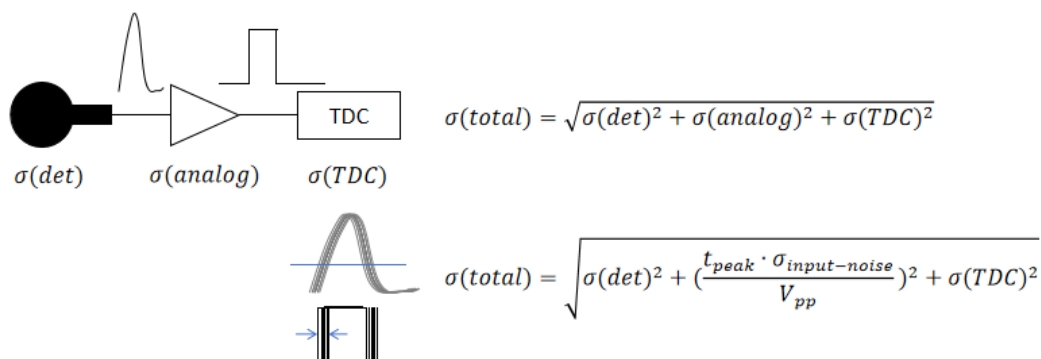 TDC
σ(total) = √σ(det)² + σ(analog)² + σ(TDC)²
σ(det) σ(analog) σ(TDC)
σ(total) = √σ(det)² + (t_peak · σ_input−noise / V_pp)² + σ(TDC)²